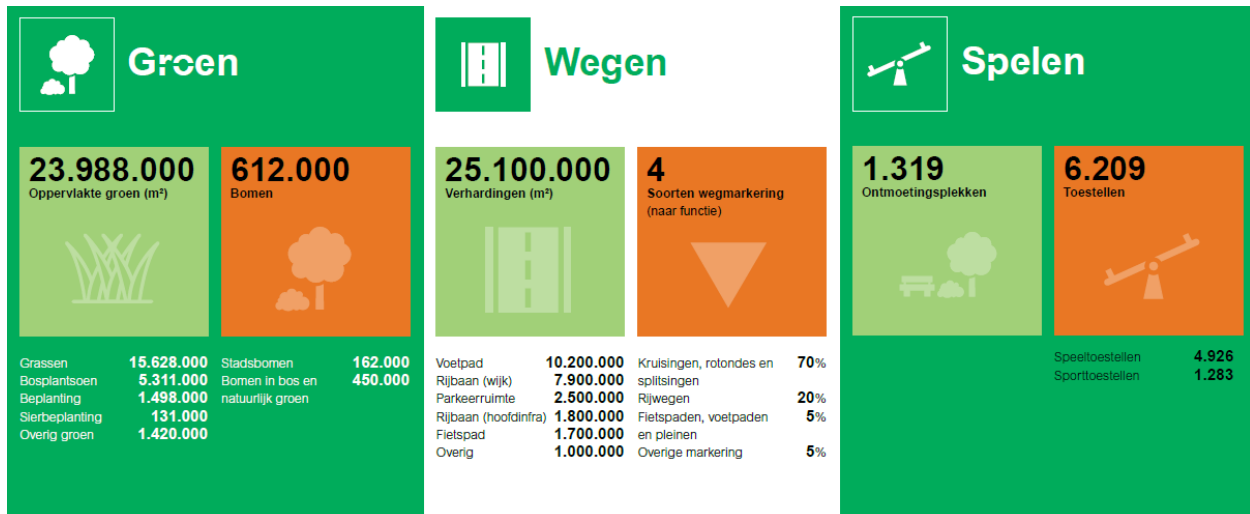 Groen
23.988.000
Oppervlakte groen (m²)
612.000
Bomen
Grassen 15.628.000
Bosplantsoen 5.311.000
Beplanting 1.498.000
Sierbeplanting 131.000
Overig groen 1.420.000
Stadsbomen 162.000
Bomen in bos en 450.000
natuurlijk groen
Wegen
25.100.000
Verhardingen (m²)
4
Soorten wegmarkering
(naar functie)
Voetpad 10.200.000
Rijbaan (wijk) 7.900.000
Parkeerruimte 2.500.000
Rijbaan (hoofdinfra) 1.800.000
Fietspad 1.700.000
Overig 1.000.000
Kruisingen, rotondes en 70%
splitsingen
Rijwegen 20%
Fietspaden, voetpaden 5%
en pleinen
Overige markering 5%
Spelen
1.319
Ontmoetingsplekken
6.209
Toestellen
Speeltoestellen 4.926
Sporttoestellen 1.283